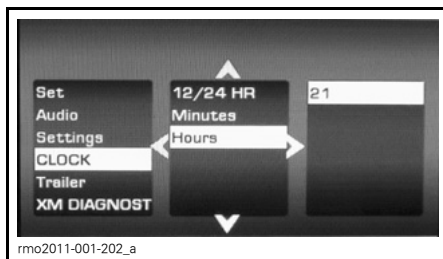 Set
Audio
Settings
CLOCK
Trailer
XM DIAGNOST
12/24 HR
Minutes
Hours
21
rmo2011-001-202_a